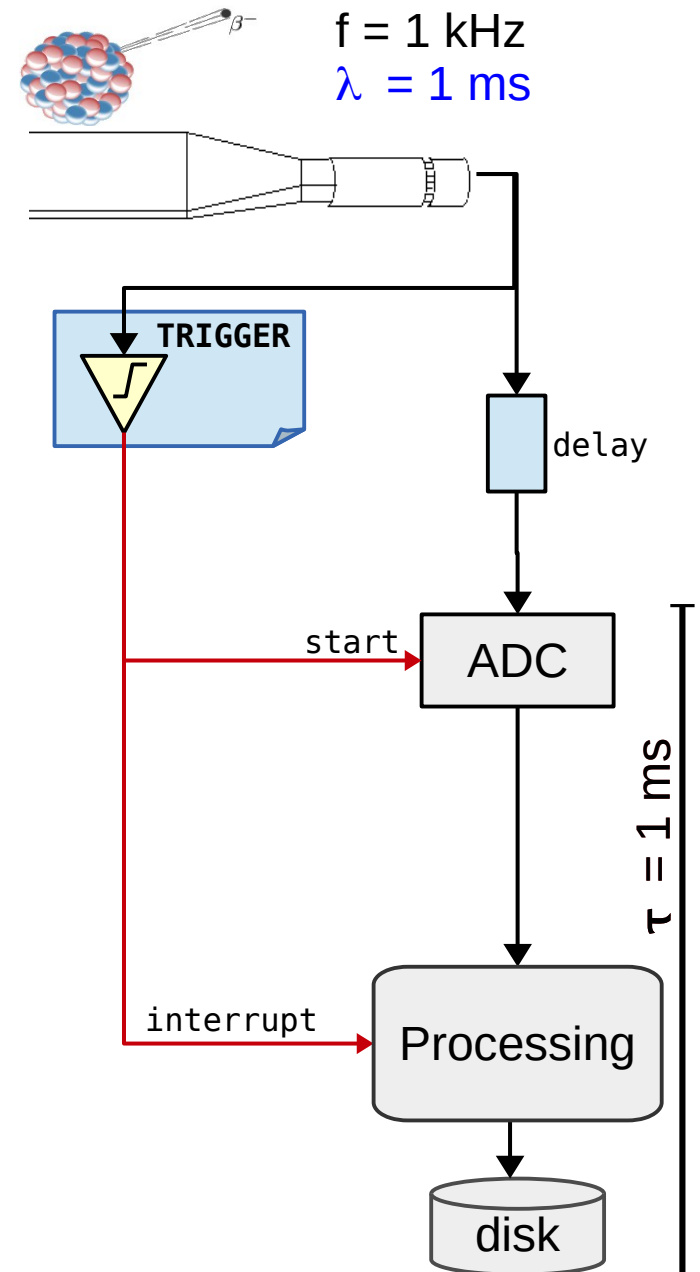 β⁻
f = 1 kHz
λ = 1 ms
TRIGGER
delay
start
ADC
τ = 1 ms
interrupt
Processing
disk